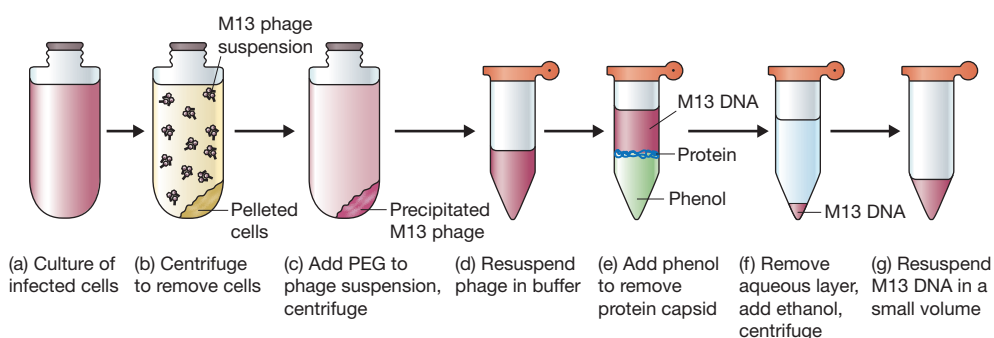 M13 phage
suspension
Pelleted
cells
Precipitated
M13 phage
M13 DNA
Protein
Phenol
M13 DNA
(a) Culture of
infected cells
(b) Centrifuge
to remove cells
(c) Add PEG to
phage suspension,
centrifuge
(d) Resuspend
phage in buffer
(e) Add phenol
to remove
protein capsid
(f) Remove
aqueous layer,
add ethanol,
centrifuge
(g) Resuspend
M13 DNA in a
small volume